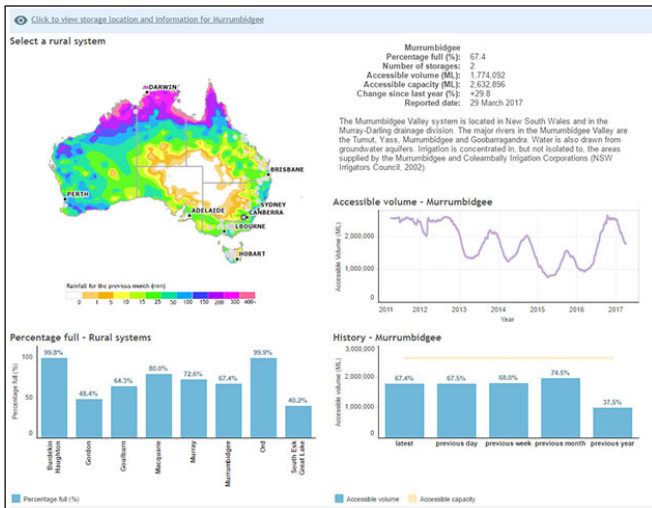 Click to view storage location and information for Murrumbidgee
Select a rural system
DARWIN
BRISBANE
PERTH
SYDNEY
ADELAIDE
CANBERRA
LBOURNE
HOBART
Rainfall for the previous month (mm)
0 1 5 10 15 25 50 100 150 200 300 400+
Murrumbidgee
Percentage full (%): 67.4
Number of storages: 2
Accessible volume (ML): 1,774,092
Accessible capacity (ML): 2,632,896
Change since last year (%): +29.8
Reported date: 29 March 2017
The Murrumbidgee Valley system is located in New South Wales and in the
Murray-Darling drainage division. The major rivers in the Murrumbidgee Valley are
the Tumut, Yass, Murrumbidgee and Goobarragandra. Water is also drawn from
groundwater aquifers. Irrigation is concentrated in, but not isolated to, the areas
supplied by the Murrumbidgee and Coleambally Irrigation Corporations (NSW
Irrigators Council, 2002).
Accessible volume - Murrumbidgee
Accessible Volume (ML)
2,000,000
1,000,000
0
2011 2012 2013 2014 2015 2016 2017
Year
Percentage full - Rural systems
Percentage full (%)
100
50
0
99.8% 48.4% 64.3% 80.0% 72.6% 67.4% 99.9% 40.2%
Burdekin
Haughton
Gordon
Goulburn
Macquarie
Murray
Murrumbidgee
Ord
South Esk
Great Lake
Percentage full (%)
History - Murrumbidgee
Accessible volume (ML)
3,000,000
2,000,000
1,000,000
0
67.4% 67.5% 68.0% 74.5% 37.5%
latest previous day previous week previous month previous year
Accessible volume Accessible capacity